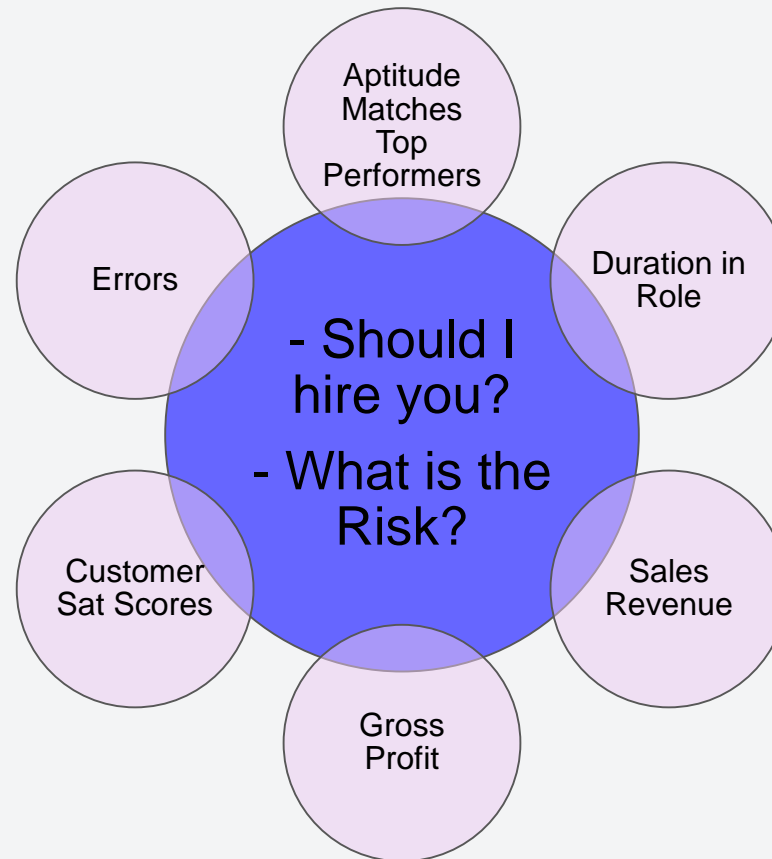 Aptitude
Matches
Top
Performers
Errors
Duration in
Role
- Should I
hire you?
- What is the
Risk?
Customer
Sat Scores
Sales
Revenue
Gross
Profit